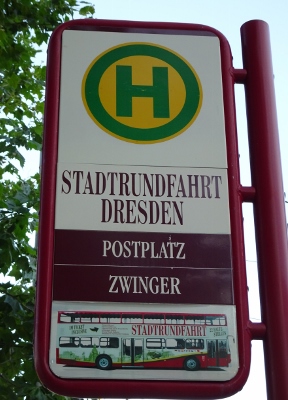 H
STADTRUNDFAHRT
DRESDEN
POSTPLATZ
ZWINGER
STADTRUNDFAHRT